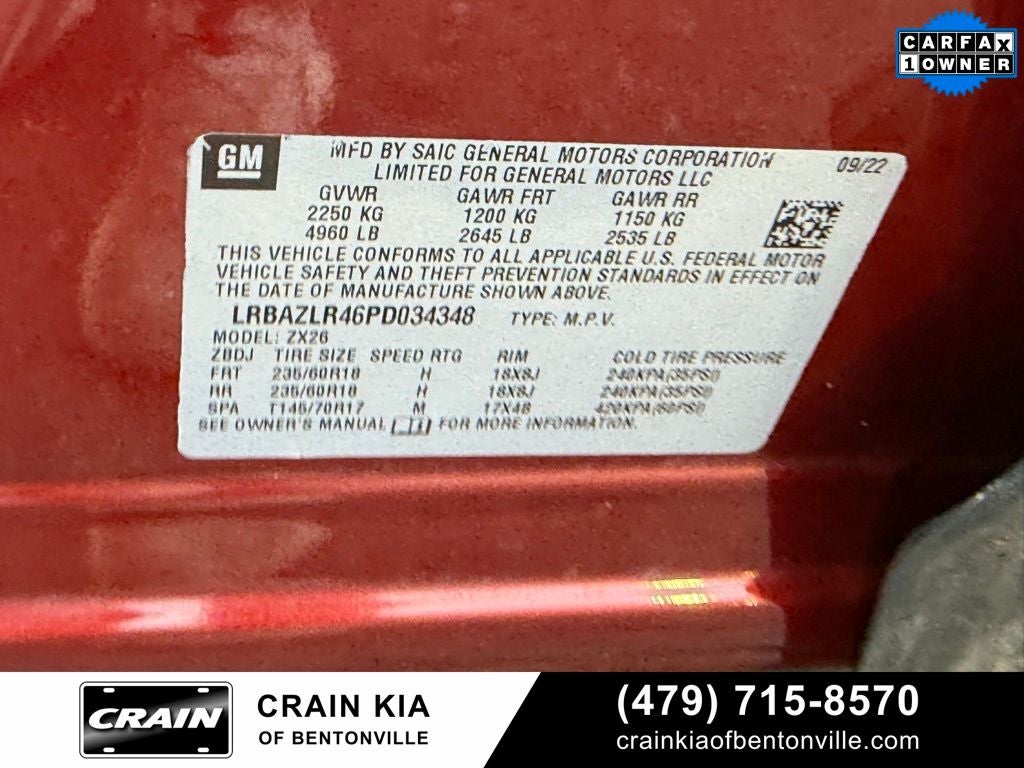 CARFAX
1 OWNER
GM
MFD BY SAIC GENERAL MOTORS CORPORATION 09/22
LIMITED FOR GENERAL MOTORS LLC
GVWR GAWR FRT GAWR RR
2250 KG 1200 KG 1150 KG
4960 LB 2645 LB 2535 LB
THIS VEHICLE CONFORMS TO ALL APPLICABLE U.S. FEDERAL MOTOR
VEHICLE SAFETY AND THEFT PREVENTION STANDARDS IN EFFECT ON
THE DATE OF MANUFACTURE SHOWN ABOVE.
LRBAZLR46PD034348 TYPE: M.P.V.
MODEL: ZX26
ZBDJ TIRE SIZE SPEED RTG RIM COLD TIRE PRESSURE
FRT 235/60R18 H 18X8J 240KPA(35PSI)
RR 235/60R18 H 18X8J 240KPA(35PSI)
SPA T145/70R17 M 17X4B 420KPA(60PSI)
SEE OWNER'S MANUAL FOR MORE INFORMATION.
CRAIN
CRAIN KIA
OF BENTONVILLE
(479) 715-8570
crainkiaofbentonville.com